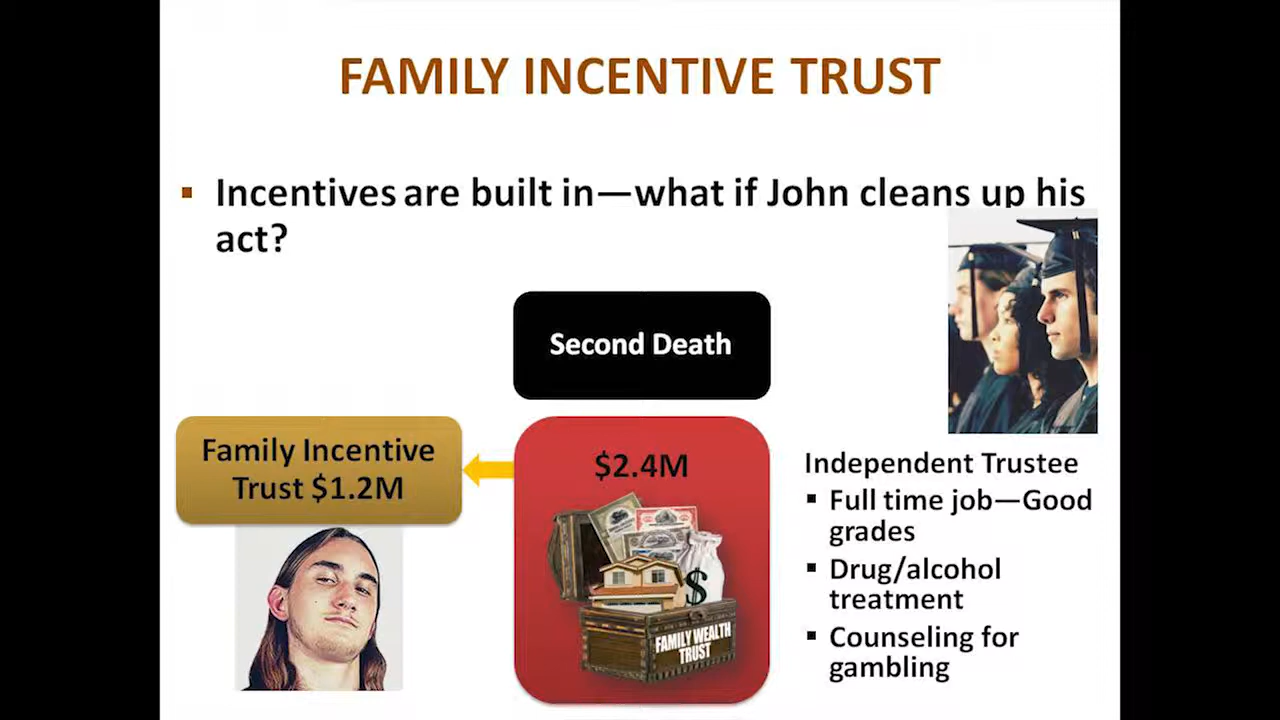 FAMILY INCENTIVE TRUST
▪ Incentives are built in—what if John cleans up his
act?
Second Death
Family Incentive
Trust $1.2M
$2.4M
$
FAMILY WEALTH
TRUST
Independent Trustee
▪ Full time job—Good
grades
▪ Drug/alcohol
treatment
▪ Counseling for
gambling